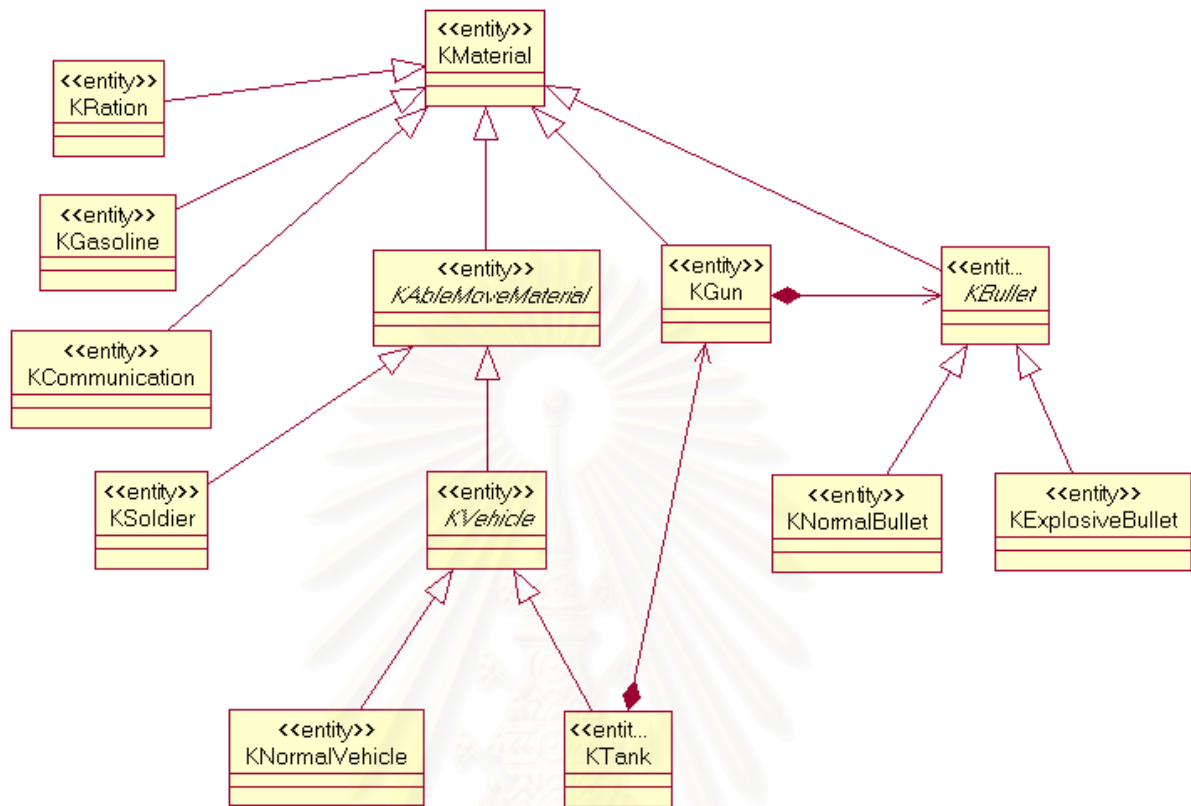 <<entity>>
KMaterial
<<entity>>
KRation
<<entity>>
KGasoline
<<entity>>
KAbleMoveMaterial
<<entity>>
KGun
<<entit...
KBullet
<<entity>>
KCommunication
<<entity>>
KSoldier
<<entity>>
KVehicle
<<entity>>
KNormalBullet
<<entity>>
KExplosiveBullet
<<entity>>
KNormalVehicle
<<entit...
KTank